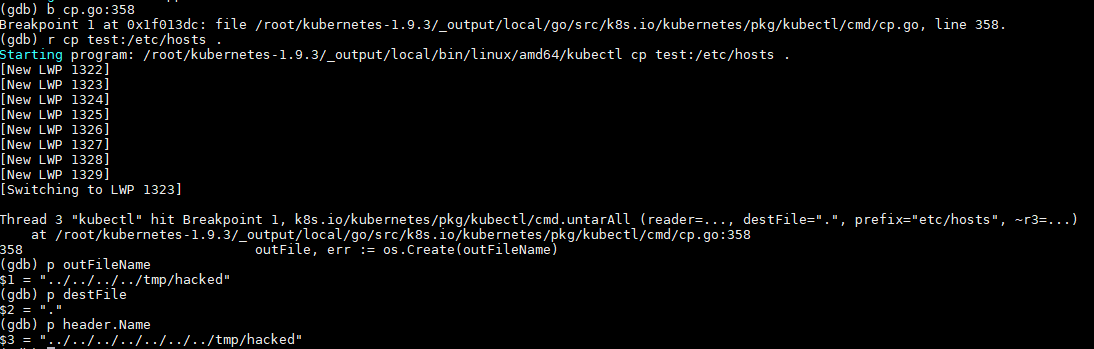 (gdb) b cp.go:358
Breakpoint 1 at 0x1f013dc: file /root/kubernetes-1.9.3/_output/local/go/src/k8s.io/kubernetes/pkg/kubectl/cmd/cp.go, line 358.
(gdb) r cp test:/etc/hosts .
Starting program: /root/kubernetes-1.9.3/_output/local/bin/linux/amd64/kubectl cp test:/etc/hosts .
[New LWP 1322]
[New LWP 1323]
[New LWP 1324]
[New LWP 1325]
[New LWP 1326]
[New LWP 1327]
[New LWP 1328]
[New LWP 1329]
[Switching to LWP 1323]
Thread 3 "kubectl" hit Breakpoint 1, k8s.io/kubernetes/pkg/kubectl/cmd.untarAll (reader=..., destFile=".", prefix="etc/hosts", ~r3=...)
at /root/kubernetes-1.9.3/_output/local/go/src/k8s.io/kubernetes/pkg/kubectl/cmd/cp.go:358
358 outFile, err := os.Create(outFileName)
(gdb) p outFileName
$1 = "../../../../tmp/hacked"
(gdb) p destFile
$2 = "."
(gdb) p header.Name
$3 = "../../../../../../../tmp/hacked"